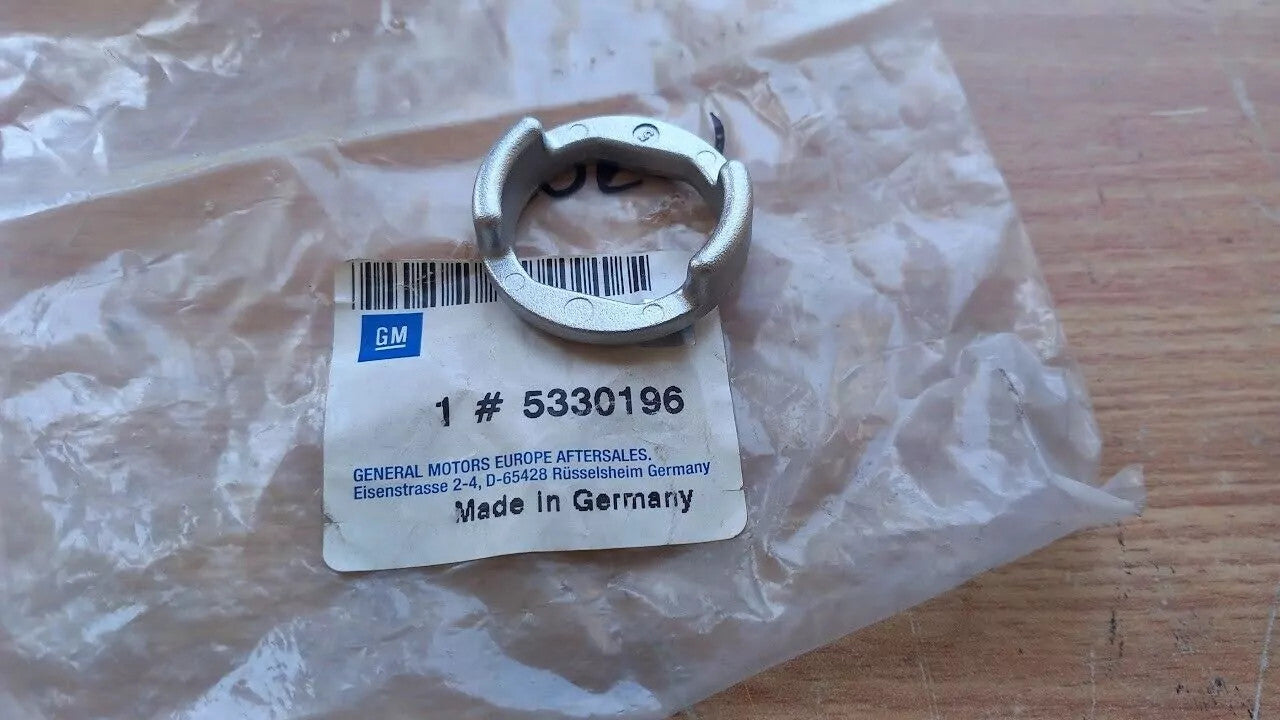 GM
1 # 5330196
GENERAL MOTORS EUROPE AFTERSALES.
Eisenstrasse 2-4, D-65428 Rüsselsheim Germany
Made in Germany